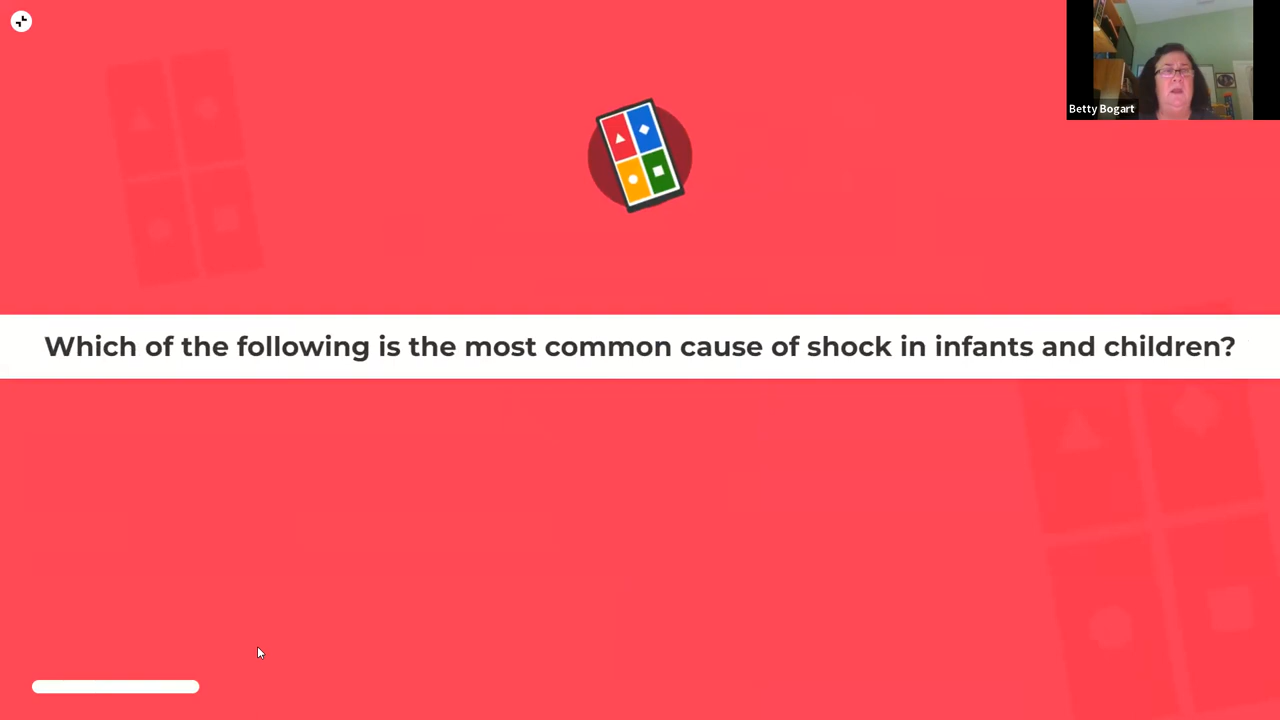 Betty Bogart
Which of the following is the most common cause of shock in infants and children?